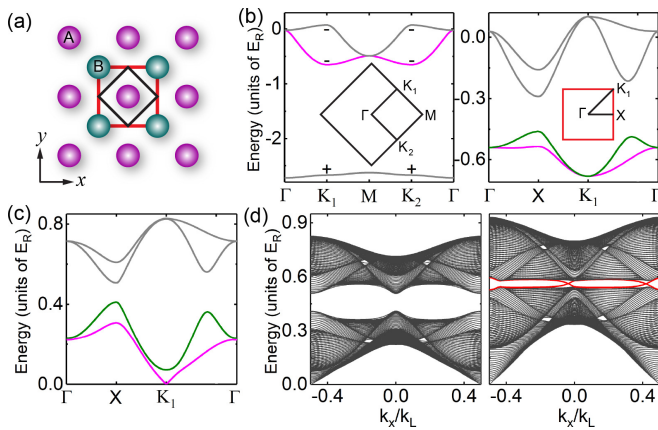 (a)
A
B
y
x
(b)
Energy (units of E_R)
0
-1
-2
-
-
-
-
+
+
K₁
Γ
M
K₂
Γ K₁ M K₂ Γ
0.0
-0.3
-0.6
K₁
Γ
X
Γ X K₁ Γ
(c)
Energy (units of E_R)
0.8
0.4
0.0
Γ X K₁ Γ
(d)
Energy (units of E_R)
0.9
0.6
0.3
0.0
-0.4 0.0 0.4
kₓ/k_L
-0.4 0.0 0.4
kₓ/k_L